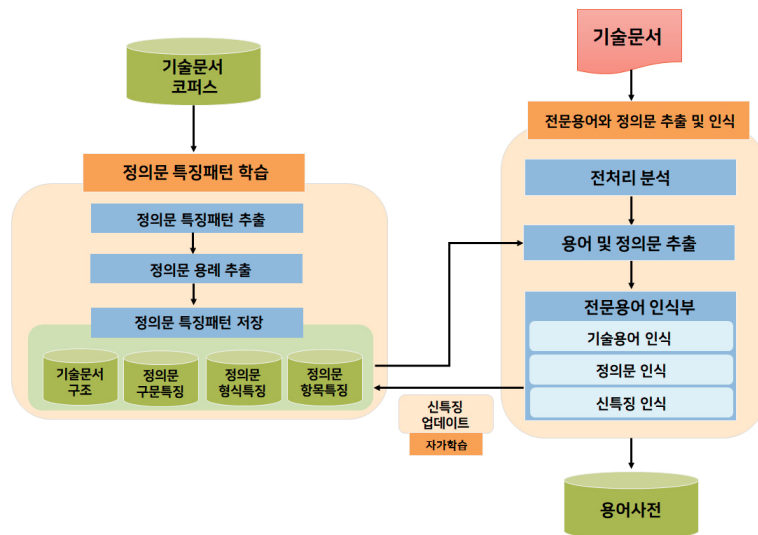 기술문서
코퍼스
정의문 특징패턴 학습
정의문 특징패턴 추출
정의문 용례 추출
정의문 특징패턴 저장
기술문서
구조
정의문
구문특징
정의문
형식특징
정의문
항목특징
신특징
업데이트
자가학습
기술문서
전문용어와 정의문 추출 및 인식
전처리 분석
용어 및 정의문 추출
전문용어 인식부
기술용어 인식
정의문 인식
신특징 인식
용어사전